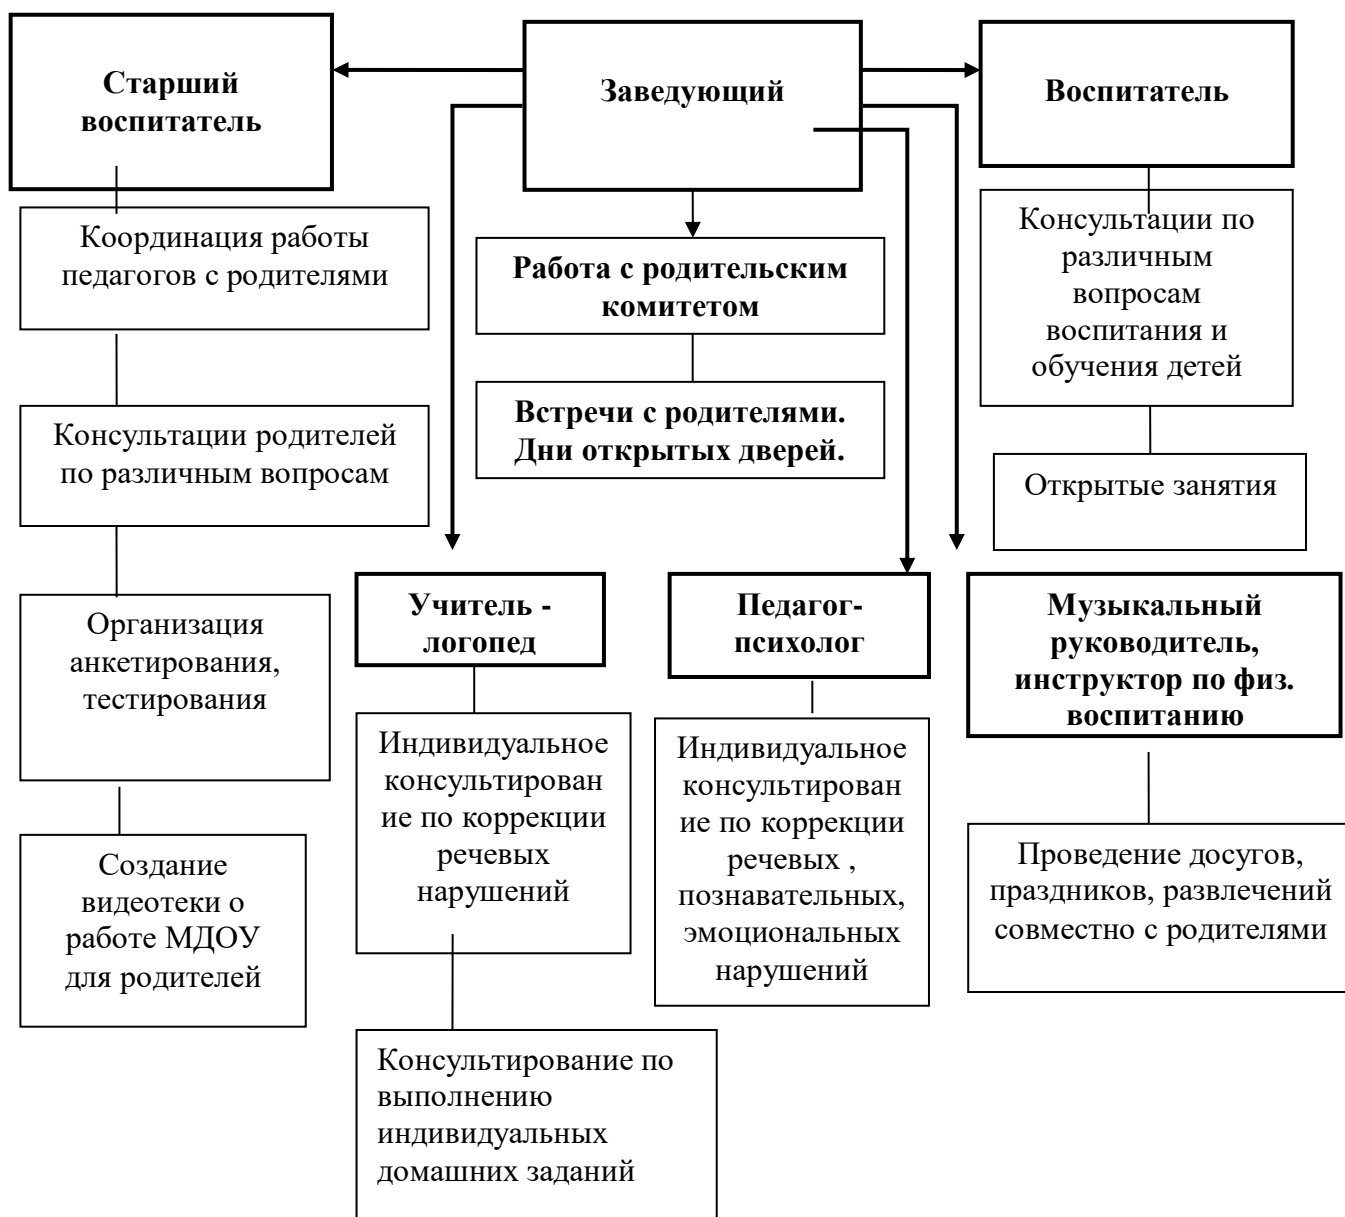 Старший
воспитатель
Заведующий
Воспитатель
Координация работы
педагогов с родителями
Работа с родительским
комитетом
Консультации по
различным
вопросам
воспитания и
обучения детей
Консультации родителей
по различным вопросам
Встречи с родителями.
Дни открытых дверей.
Открытые занятия
Организация
анкетирования,
тестирования
Учитель -
логопед
Педагог-
психолог
Музыкальный
руководитель,
инструктор по физ.
воспитанию
Создание
видеотеки о
работе МДОУ
для родителей
Индивидуальное
консультирован
ие по коррекции
речевых
нарушений
Индивидуальное
консультирован
ие по коррекции
речевых ,
познавательных,
эмоциональных
нарушений
Проведение досугов,
праздников, развлечений
совместно с родителями
Консультирование по
выполнению
индивидуальных
домашних заданий